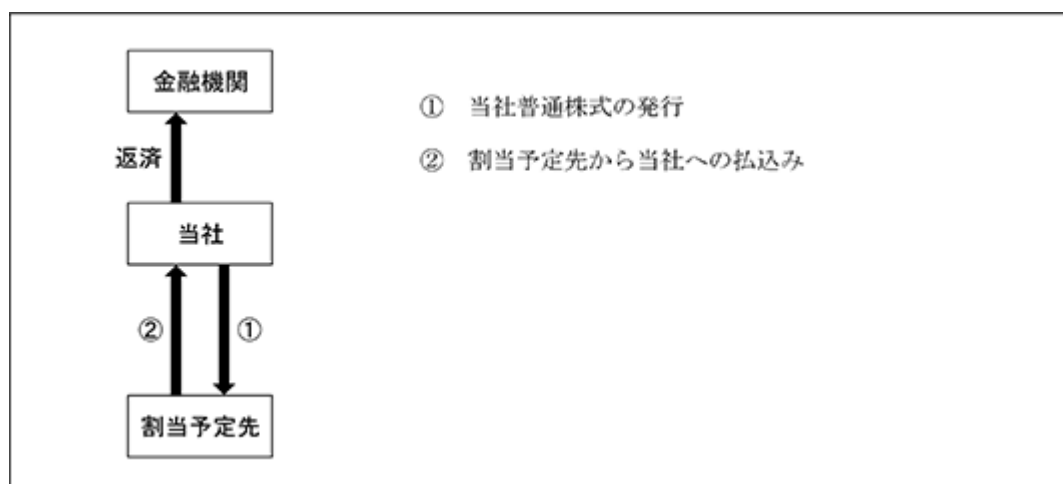 金融機関
返済
当社
②
①
割当予定先
① 当社普通株式の発行
② 割当予定先から当社への払込み